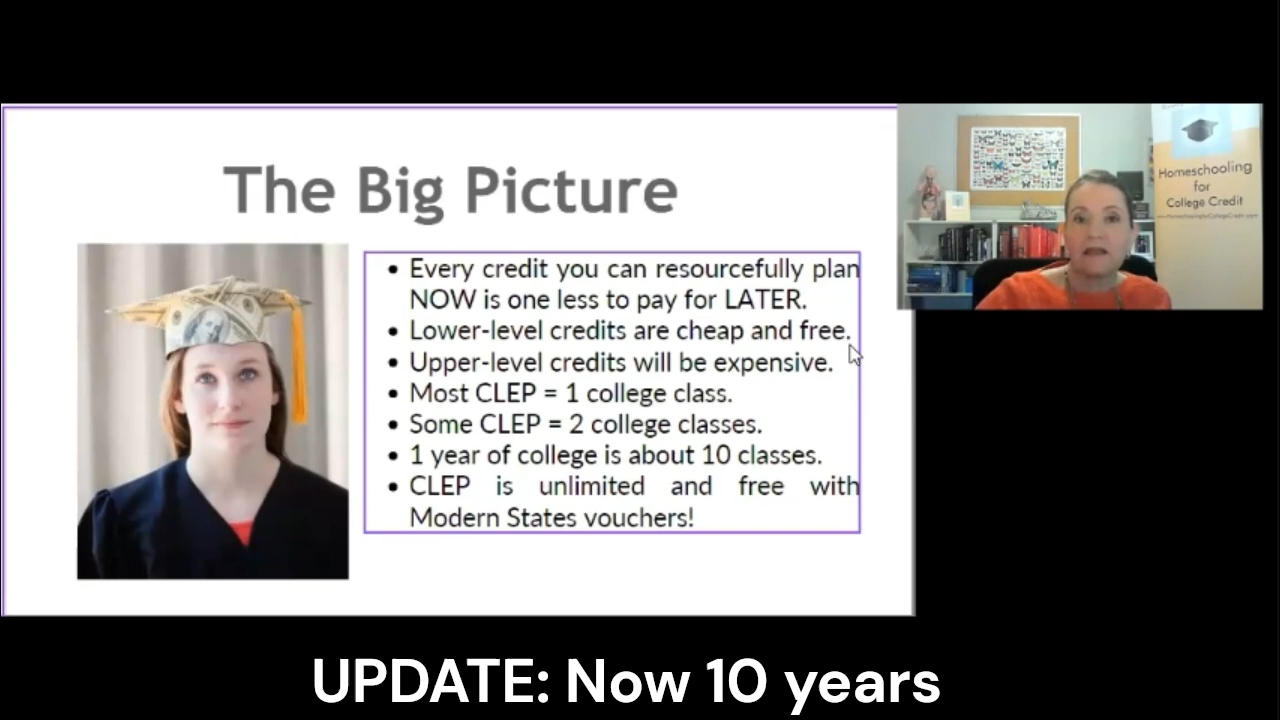 The Big Picture
• Every credit you can resourcefully plan
NOW is one less to pay for LATER.
• Lower-level credits are cheap and free.
• Upper-level credits will be expensive.
• Most CLEP = 1 college class.
• Some CLEP = 2 college classes.
• 1 year of college is about 10 classes.
• CLEP is unlimited and free with
Modern States vouchers!
Homeschooling
for
College Credit
UPDATE: Now 10 years